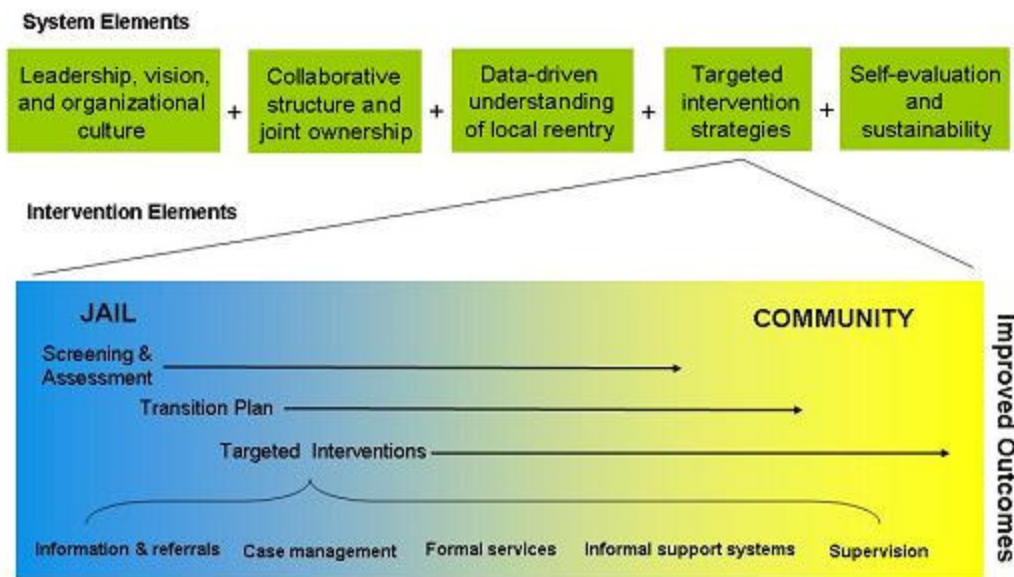 System Elements
Leadership, vision,
and organizational
culture
+
Collaborative
structure and
joint ownership
+
Data-driven
understanding
of local reentry
+
Targeted
intervention
strategies
+
Self-evaluation
and
sustainability
Intervention Elements
JAIL
COMMUNITY
Screening &
Assessment
Transition Plan
Targeted Interventions
Information & referrals
Case management
Formal services
Informal support systems
Supervision
Improved Outcomes